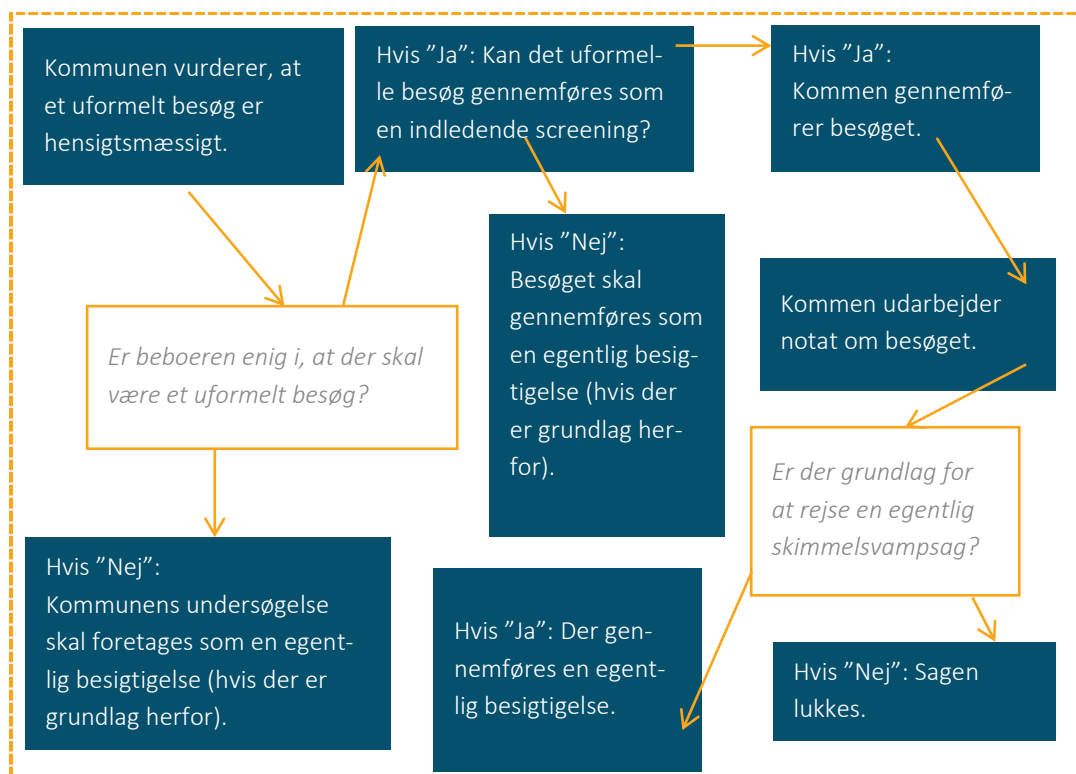 Kommunen vurderer, at
et uformelt besøg er
hensigtsmæssigt.
Er beboeren enig i, at der skal
være et uformelt besøg?
Hvis ”Nej”:
Kommunens undersøgelse
skal foretages som en egent-
lig besigtigelse (hvis der er
grundlag herfor).
Hvis ”Ja”: Kan det uformel-
le besøg gennemføres som
en indledende screening?
Hvis ”Nej”:
Besøget skal
gennemføres som
en egentlig besig-
tigelse (hvis der
er grundlag her-
for).
Hvis ”Ja”:
Kommen gennemfø-
rer besøget.
Kommen udarbejder
notat om besøget.
Er der grundlag for
at rejse en egentlig
skimmelsvampsag?
Hvis ”Ja”: Der gen-
nemføres en egent-
lig besigtigelse.
Hvis ”Nej”: Sagen
lukkes.